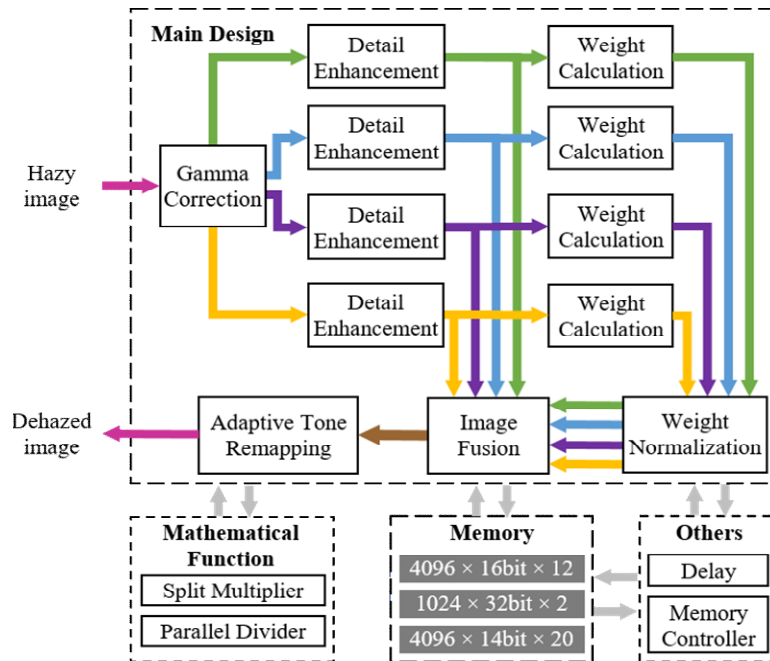 Main Design
Detail
Enhancement
Weight
Calculation
Detail
Enhancement
Weight
Calculation
Hazy
image
Gamma
Correction
Detail
Enhancement
Weight
Calculation
Detail
Enhancement
Weight
Calculation
Dehazed
image
Adaptive Tone
Remapping
Image
Fusion
Weight
Normalization
Mathematical
Function
Split Multiplier
Parallel Divider
Memory
4096 × 16bit × 12
1024 × 32bit × 2
4096 × 14bit × 20
Others
Delay
Memory
Controller